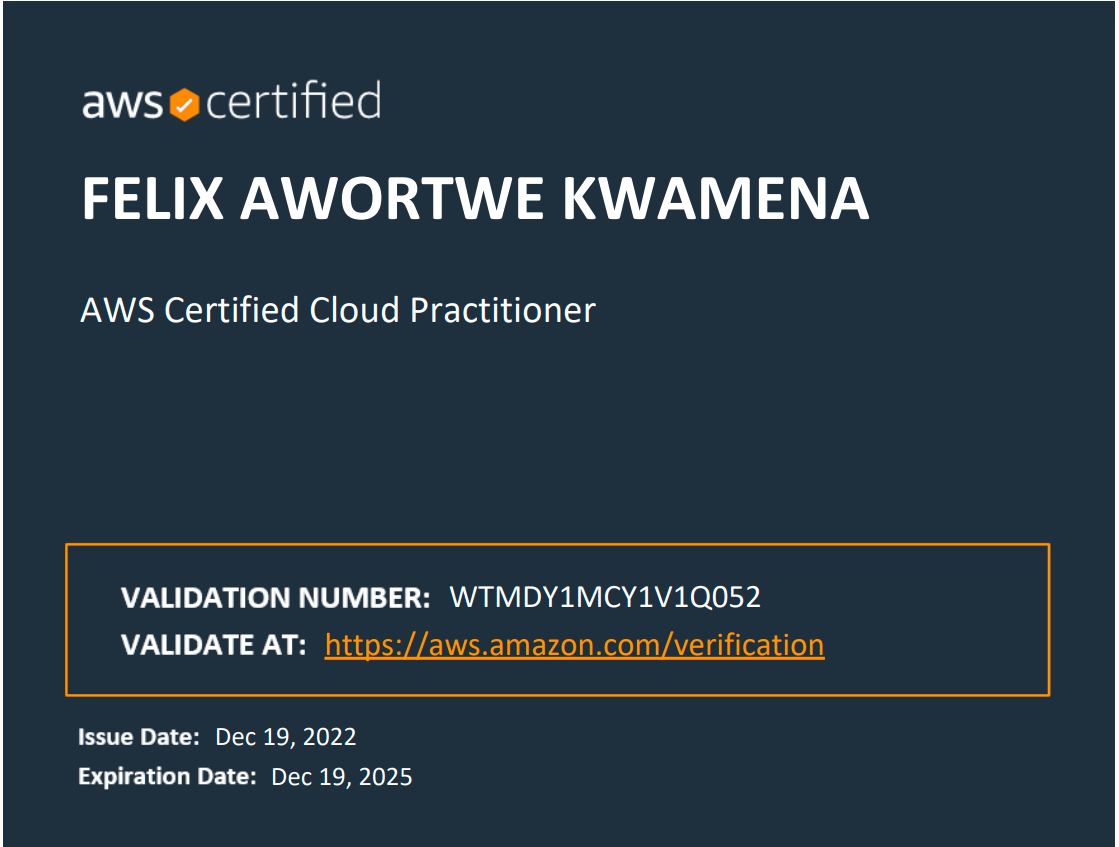 aws certified
FELIX AWORTWE KWAMENA
AWS Certified Cloud Practitioner
VALIDATION NUMBER: WTMDY1MCY1V1Q052
VALIDATE AT: https://aws.amazon.com/verification
Issue Date: Dec 19, 2022
Expiration Date: Dec 19, 2025